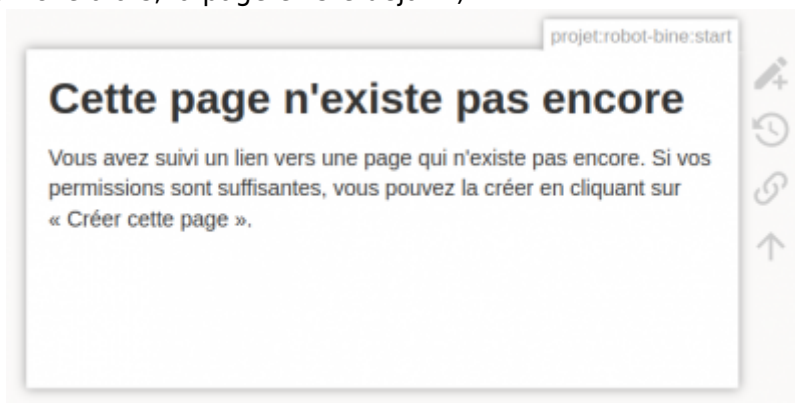 projet:robot-bine:start
Cette page n'existe pas encore
Vous avez suivi un lien vers une page qui n'existe pas encore. Si vos
permissions sont suffisantes, vous pouvez la créer en cliquant sur
« Créer cette page ».